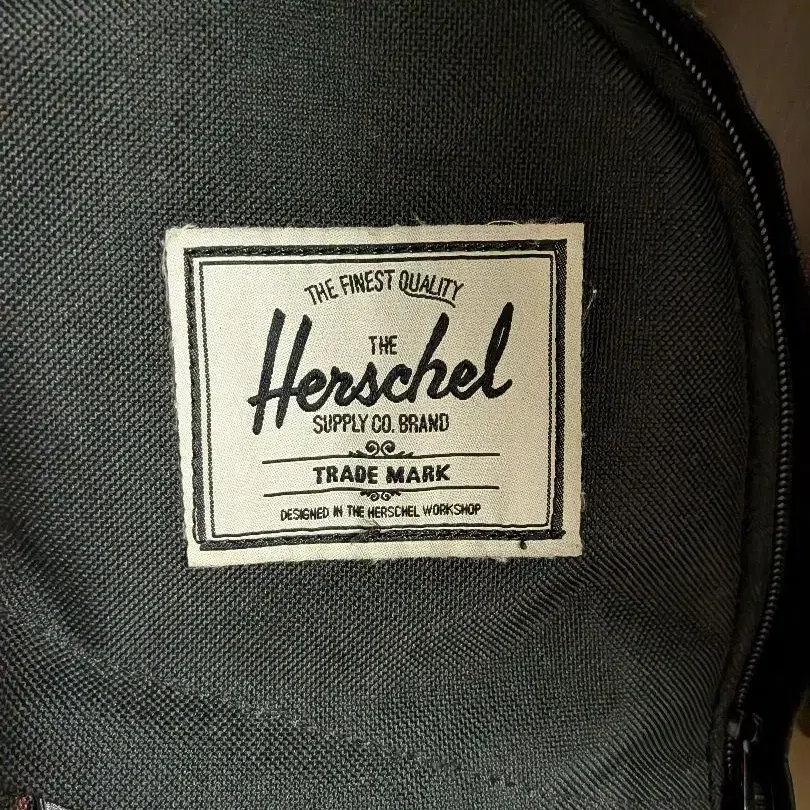 THE FINEST QUALITY
THE
Herschel
SUPPLY CO. BRAND
TRADE MARK
DESIGNED IN THE HERSCHEL WORKSHOP